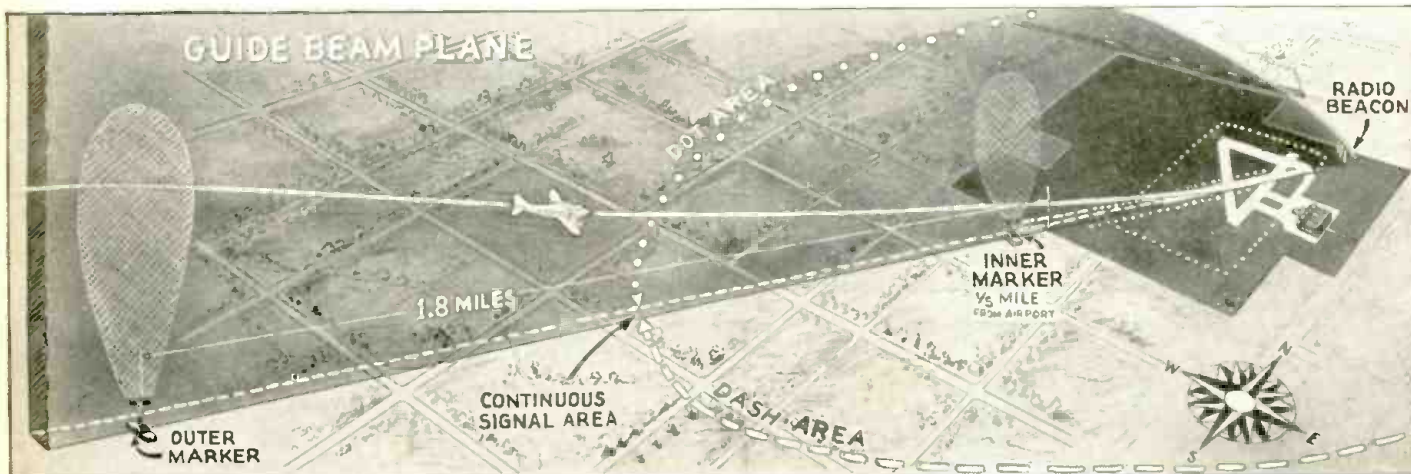 GUIDE BEAM PLANE
DOT AREA
RADIO
BEACON
1.8 MILES
INNER
MARKER
1/5 MILE
FROM AIRPORT
CONTINUOUS
SIGNAL AREA
DASH AREA
OUTER
MARKER
N
W
E
S